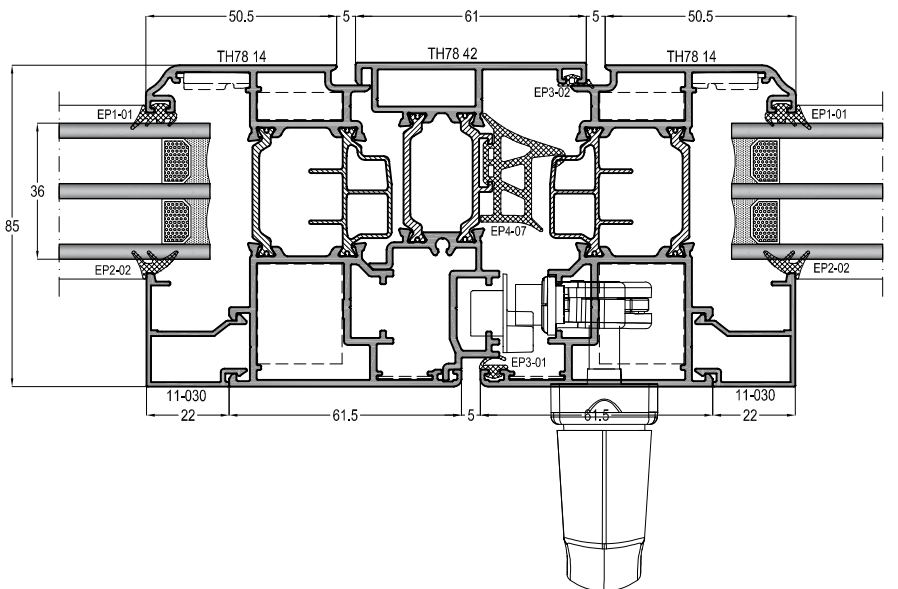 50.5 5 61 5 50.5
TH78 14 TH78 42 TH78 14
EP3-02
EP1-01 EP1-01
36
85
EP4-07
EP2-02 EP2-02
EP3-01
11-030 11-030
22 61.5 5 61.5 22